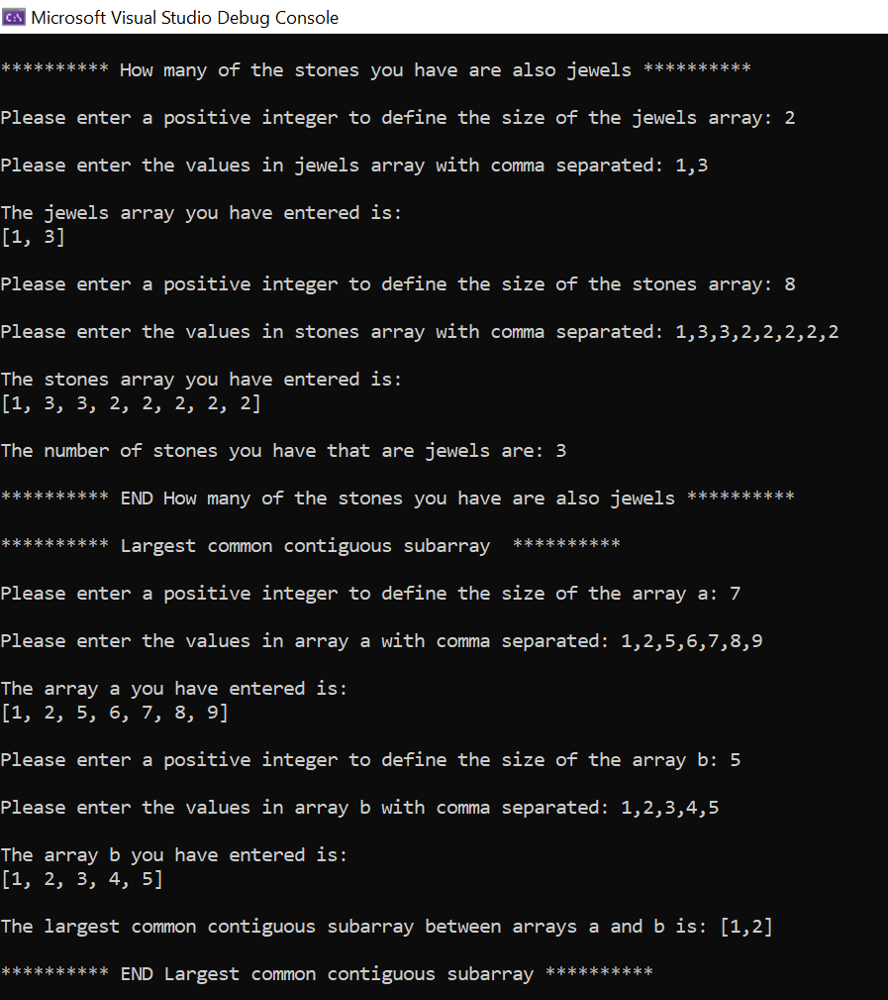 Microsoft Visual Studio Debug Console
********** How many of the stones you have are also jewels **********
Please enter a positive integer to define the size of the jewels array: 2
Please enter the values in jewels array with comma separated: 1,3
The jewels array you have entered is:
[1, 3]
Please enter a positive integer to define the size of the stones array: 8
Please enter the values in stones array with comma separated: 1,3,3,2,2,2,2,2
The stones array you have entered is:
[1, 3, 3, 2, 2, 2, 2, 2]
The number of stones you have that are jewels are: 3
********** END How many of the stones you have are also jewels **********
********** Largest common contiguous subarray  **********
Please enter a positive integer to define the size of the array a: 7
Please enter the values in array a with comma separated: 1,2,5,6,7,8,9
The array a you have entered is:
[1, 2, 5, 6, 7, 8, 9]
Please enter a positive integer to define the size of the array b: 5
Please enter the values in array b with comma separated: 1,2,3,4,5
The array b you have entered is:
[1, 2, 3, 4, 5]
The largest common contiguous subarray between arrays a and b is: [1,2]
********** END Largest common contiguous subarray **********